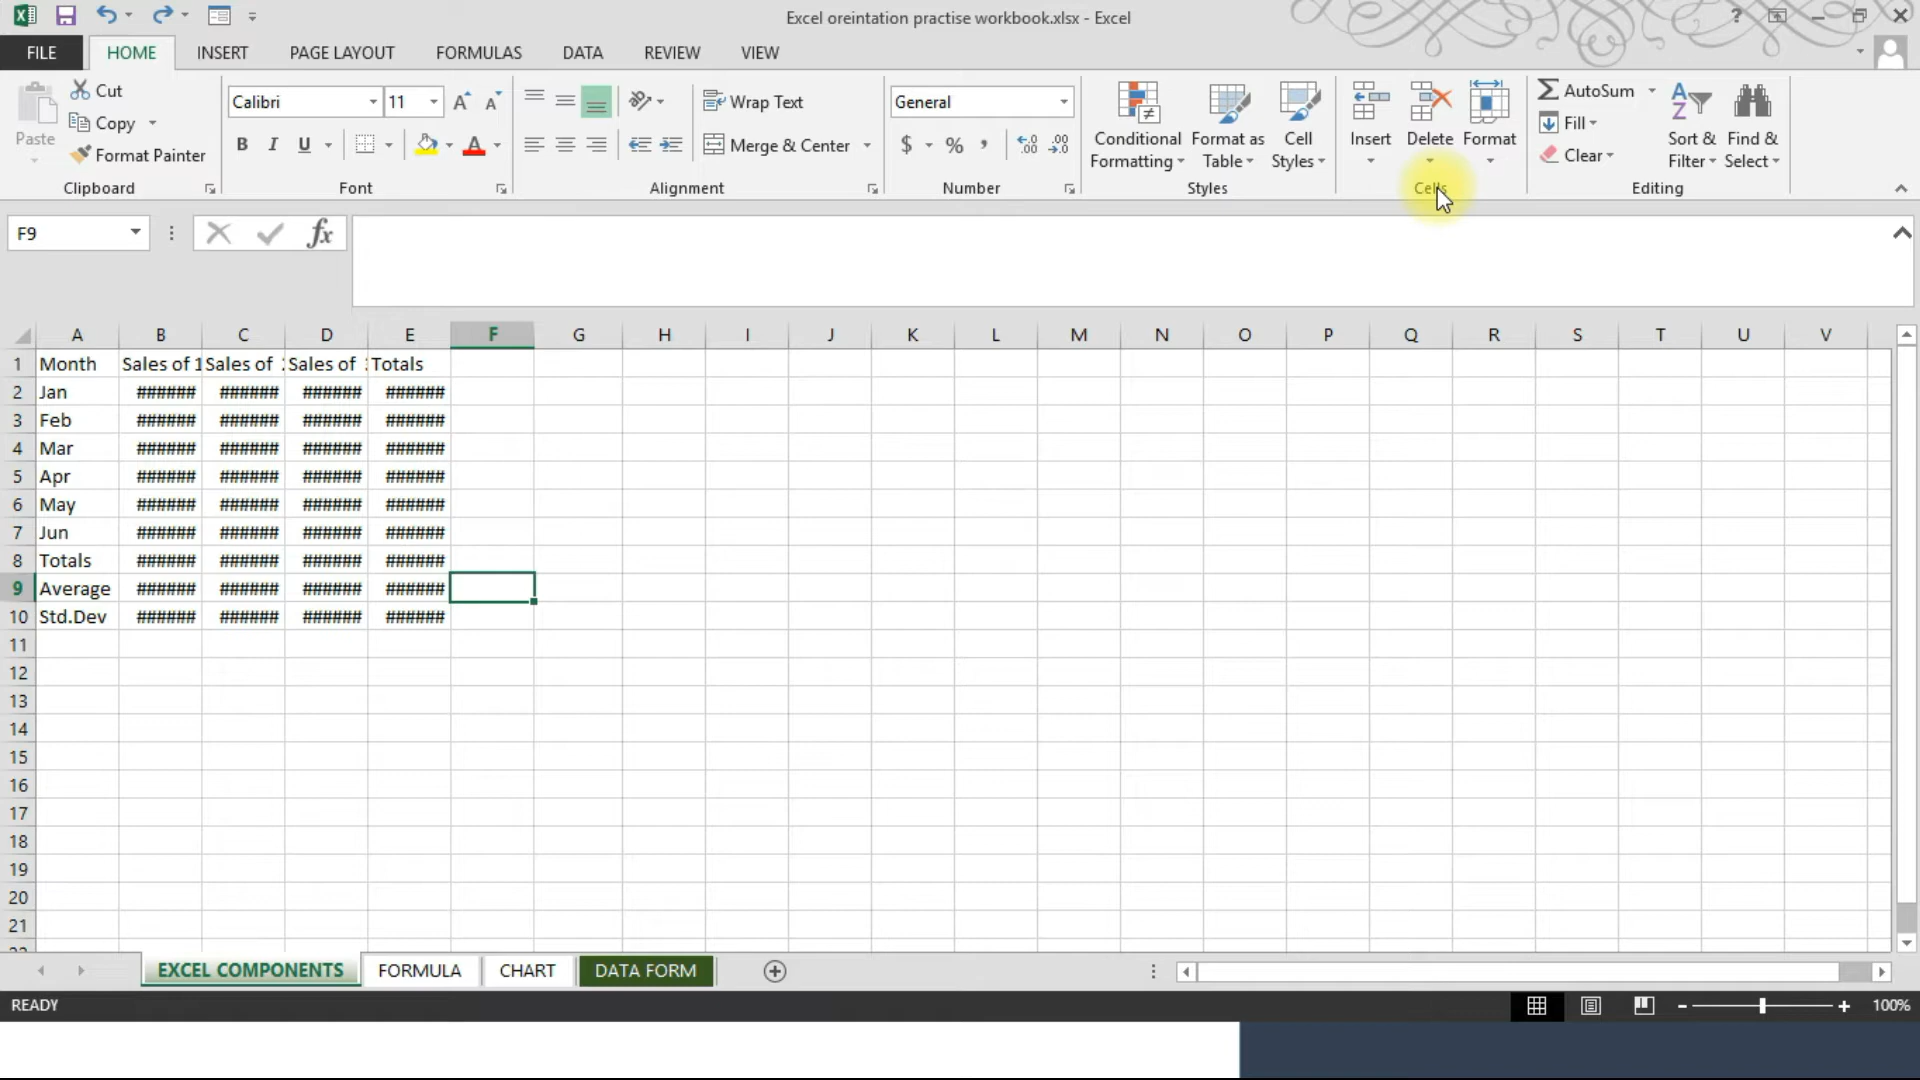 Excel oreintation practise workbook.xlsx - Excel
?
FILE HOME INSERT PAGE LAYOUT FORMULAS DATA REVIEW VIEW
Paste
Cut
Copy
Format Painter
Clipboard
Calibri 11
B I U
Font
Wrap Text
Merge & Center
Alignment
General
$ % ,
Number
Conditional Formatting
Format as Table
Cell Styles
Styles
Insert
Delete
Format
Cells
AutoSum
Fill
Clear
Sort & Filter
Find & Select
Editing
F9
fx
A B C D E F G H I J K L M N O P Q R S T U V
1 Month Sales of 1 Sales of Sales of Totals
2 Jan ###### ###### ###### ######
3 Feb ###### ###### ###### ######
4 Mar ###### ###### ###### ######
5 Apr ###### ###### ###### ######
6 May ###### ###### ###### ######
7 Jun ###### ###### ###### ######
8 Totals ###### ###### ###### ######
9 Average ###### ###### ###### ######
10 Std.Dev ###### ###### ###### ######
11
12
13
14
15
16
17
18
19
20
21
EXCEL COMPONENTS FORMULA CHART DATA FORM
READY
100%